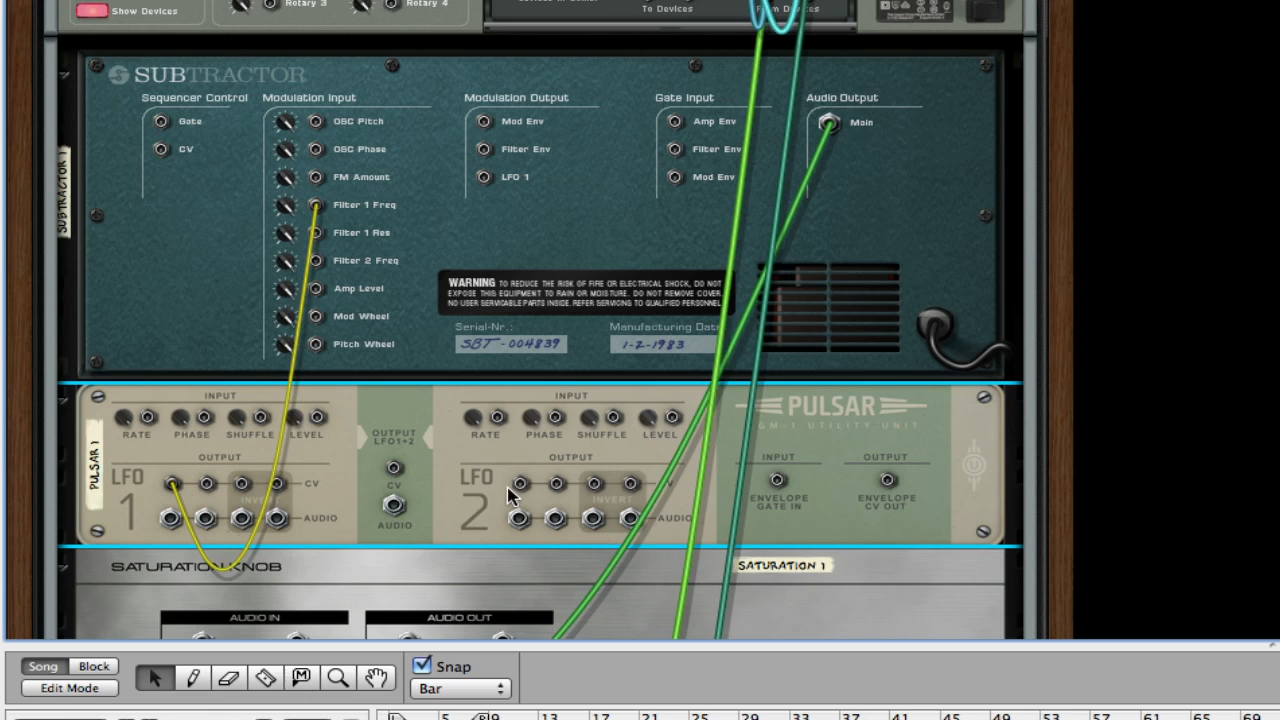 Show Devices
Rotary 3
Rotary 4
To Devices
From Devices
SUBTRACTOR
Sequencer Control
Modulation Input
Modulation Output
Gate Input
Audio Output
Gate
OSC Pitch
Mod Env
Amp Env
Main
CV
OSC Phase
Filter Env
Filter Env
FM Amount
LFO 1
Mod Env
Filter 1 Freq
Filter 1 Res
Filter 2 Freq
Amp Level
Mod Wheel
Pitch Wheel
SUBTRACTOR 1
WARNING TO REDUCE THE RISK OF FIRE OR ELECTRICAL SHOCK, DO NOT
EXPOSE THIS EQUIPMENT TO RAIN OR MOISTURE. DO NOT REMOVE COVER.
NO USER SERVICABLE PARTS INSIDE. REFER SERVICING TO QUALIFIED PERSONNEL.
Serial-Nr.:
Manufacturing Date
SBT-004839
1-2-1983
PULSAR 1
INPUT
RATE
PHASE
SHUFFLE
LEVEL
OUTPUT
LFO
1
CV
INVERT
AUDIO
OUTPUT
LFO1+2
CV
AUDIO
INPUT
RATE
PHASE
SHUFFLE
LEVEL
OUTPUT
LFO
2
INVERT
AUDIO
PULSAR
GM-1 UTILITY UNIT
INPUT
OUTPUT
ENVELOPE
GATE IN
ENVELOPE
CV OUT
SATURATION KNOB
SATURATION 1
AUDIO IN
AUDIO OUT
Song
Block
Edit Mode
M
Snap
Bar
5
9
13
17
21
25
29
33
37
41
45
49
53
57
61
65
69